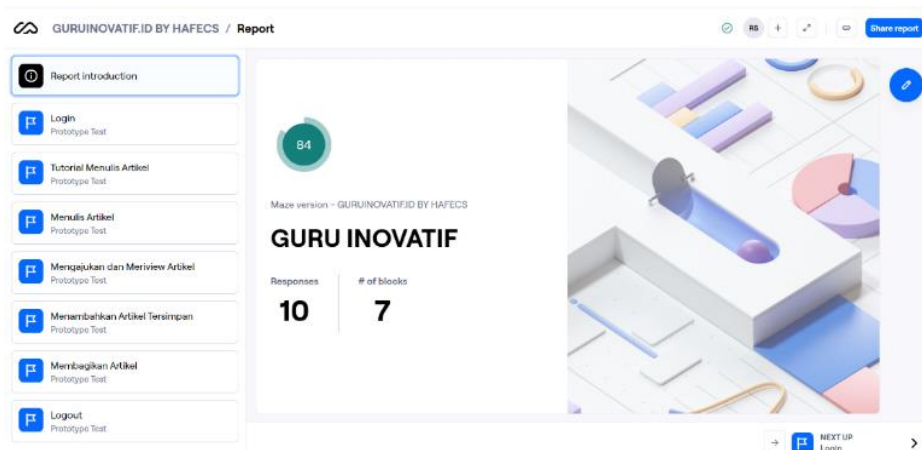 GURUINOVATIF.ID BY HAFECS / Report
RS
Share report
Report introduction
Login
Prototype Test
Tutorial Menulis Artikel
Prototype Test
Menulis Artikel
Prototype Test
Mengajukan dan Meriview Artikel
Prototype Test
Menambahkan Artikel Tersimpan
Prototype Test
Membagikan Artikel
Prototype Test
Logout
Prototype Test
84
Maze version - GURUINOVATIF.ID BY HAFECS
GURU INOVATIF
Responses
# of blocks
10
7
NEXT UP
Login